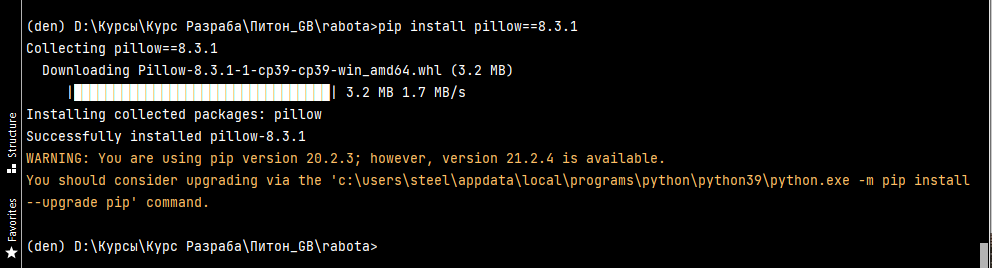 (den) D:\Курсы\Курс Разраба\Питон_GB\rabota>pip install pillow==8.3.1
Collecting pillow==8.3.1
Downloading Pillow-8.3.1-1-cp39-cp39-win_amd64.whl (3.2 MB)
|████████████████████████████████| 3.2 MB 1.7 MB/s
Installing collected packages: pillow
Successfully installed pillow-8.3.1
WARNING: You are using pip version 20.2.3; however, version 21.2.4 is available.
You should consider upgrading via the 'c:\users\steel\appdata\local\programs\python\python39\python.exe -m pip install
--upgrade pip' command.
(den) D:\Курсы\Курс Разраба\Питон_GB\rabota>
Structure
Favorites